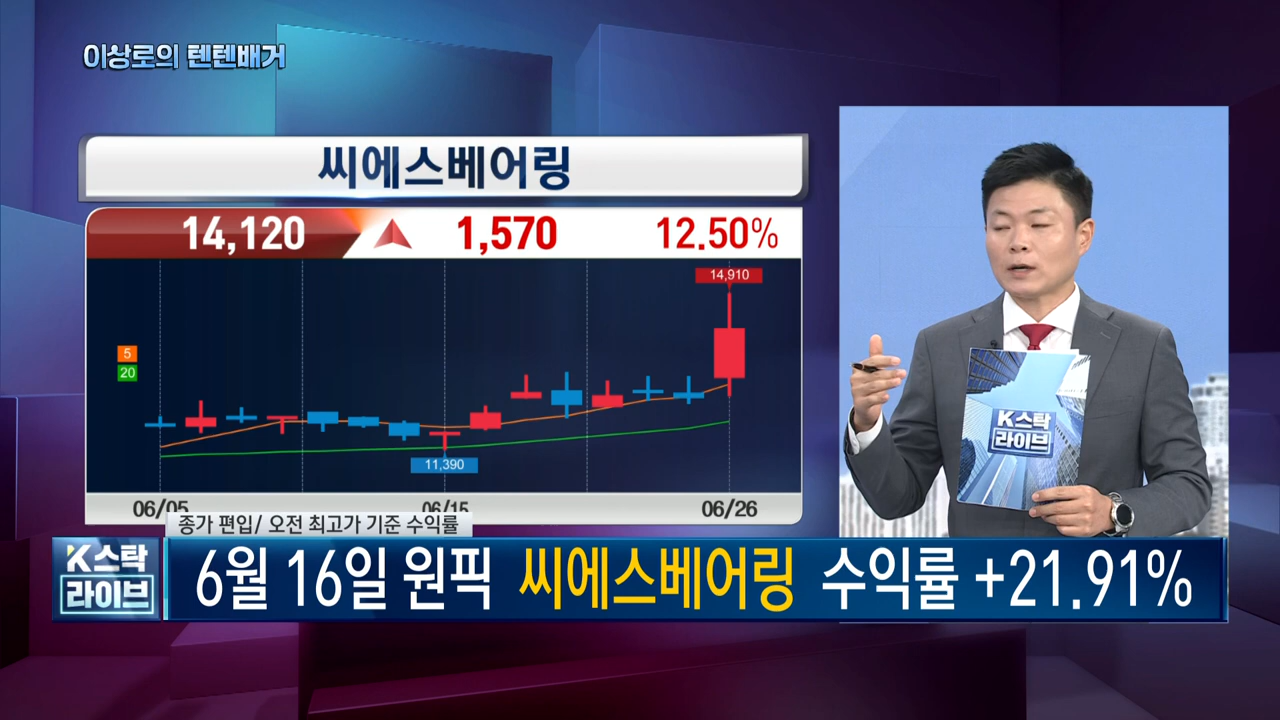 이상로의 텐텐배거
씨에스베어링
14,120 ▲ 1,570 12.50%
14,910
5
20
11,390
06/05 06/15 06/26
종가 편입/ 오전 최고가 기준 수익률
K스탁
라이브
6월 16일 원픽 씨에스베어링 수익률 +21.91%
K스탁
라이브